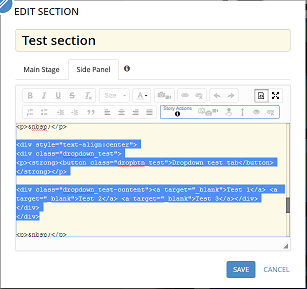 EDIT SECTION
Test section
Main Stage Side Panel
B I U S Tx Size A
Story Actions
<p>&nbsp;</p>
<div style="text-align:center">
<div class="dropdown_test">
<p><strong><button class="dropbtn_test">Dropdown test tab</button>
</strong></p>
<div class="dropdown_test-content"><a target="_blank">Test 1</a> <a
target="_blank">Test 2</a> <a target="_blank">Test 3</a></div>
</div>
</div>
<p>&nbsp;</p>
SAVE CANCEL